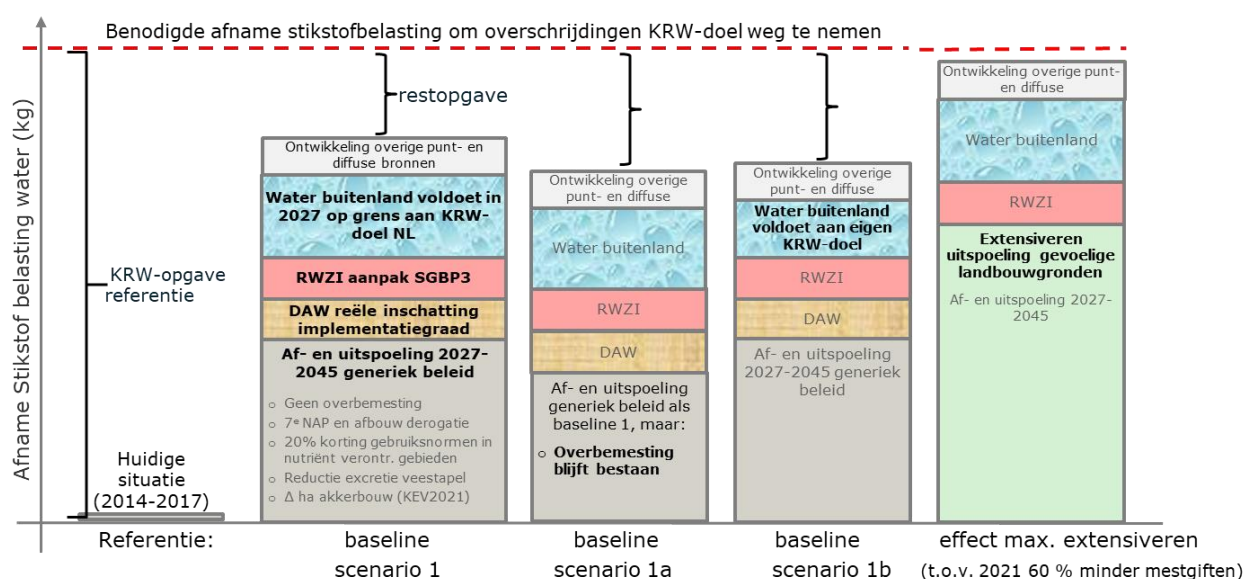 Benodigde afname stikstofbelasting om overschrijdingen KRW-doel weg te nemen
Afname Stikstof belasting water (kg)
KRW-opgave
referentie
Huidige
situatie
(2014-2017)
restopgave
Ontwikkeling overige punt- en
diffuse bronnen
Water buitenland voldoet in
2027 op grens aan KRW-
doel NL
RWZI aanpak SGBP3
DAW reële inschatting
implementatiegraad
Af- en uitspoeling 2027-
2045 generiek beleid
o Geen overbemesting
o 7e NAP en afbouw derogatie
o 20% korting gebruiksnormen in
nutriënt verontr. gebieden
o Reductie excretie veestapel
o Δ ha akkerbouw (KEV2021)
Ontwikkeling overige
punt- en diffuse
Water buitenland
RWZI
DAW
Af- en uitspoeling
generiek beleid als
baseline 1, maar:
o Overbemesting
blijft bestaan
Ontwikkeling overige
punt- en diffuse
Water buitenland
voldoet aan eigen
KRW-doel
RWZI
DAW
Af- en uitspoeling
2027-2045 generiek
beleid
Ontwikkeling overige punt-
en diffuse
Water buitenland
RWZI
Extensiveren
uitspoeling gevoelige
landbouwgronden
Af- en uitspoeling 2027-
2045
Referentie:
baseline
scenario 1
baseline
scenario 1a
baseline
scenario 1b
effect max. extensiveren
(t.o.v. 2021 60 % minder mestgiften)